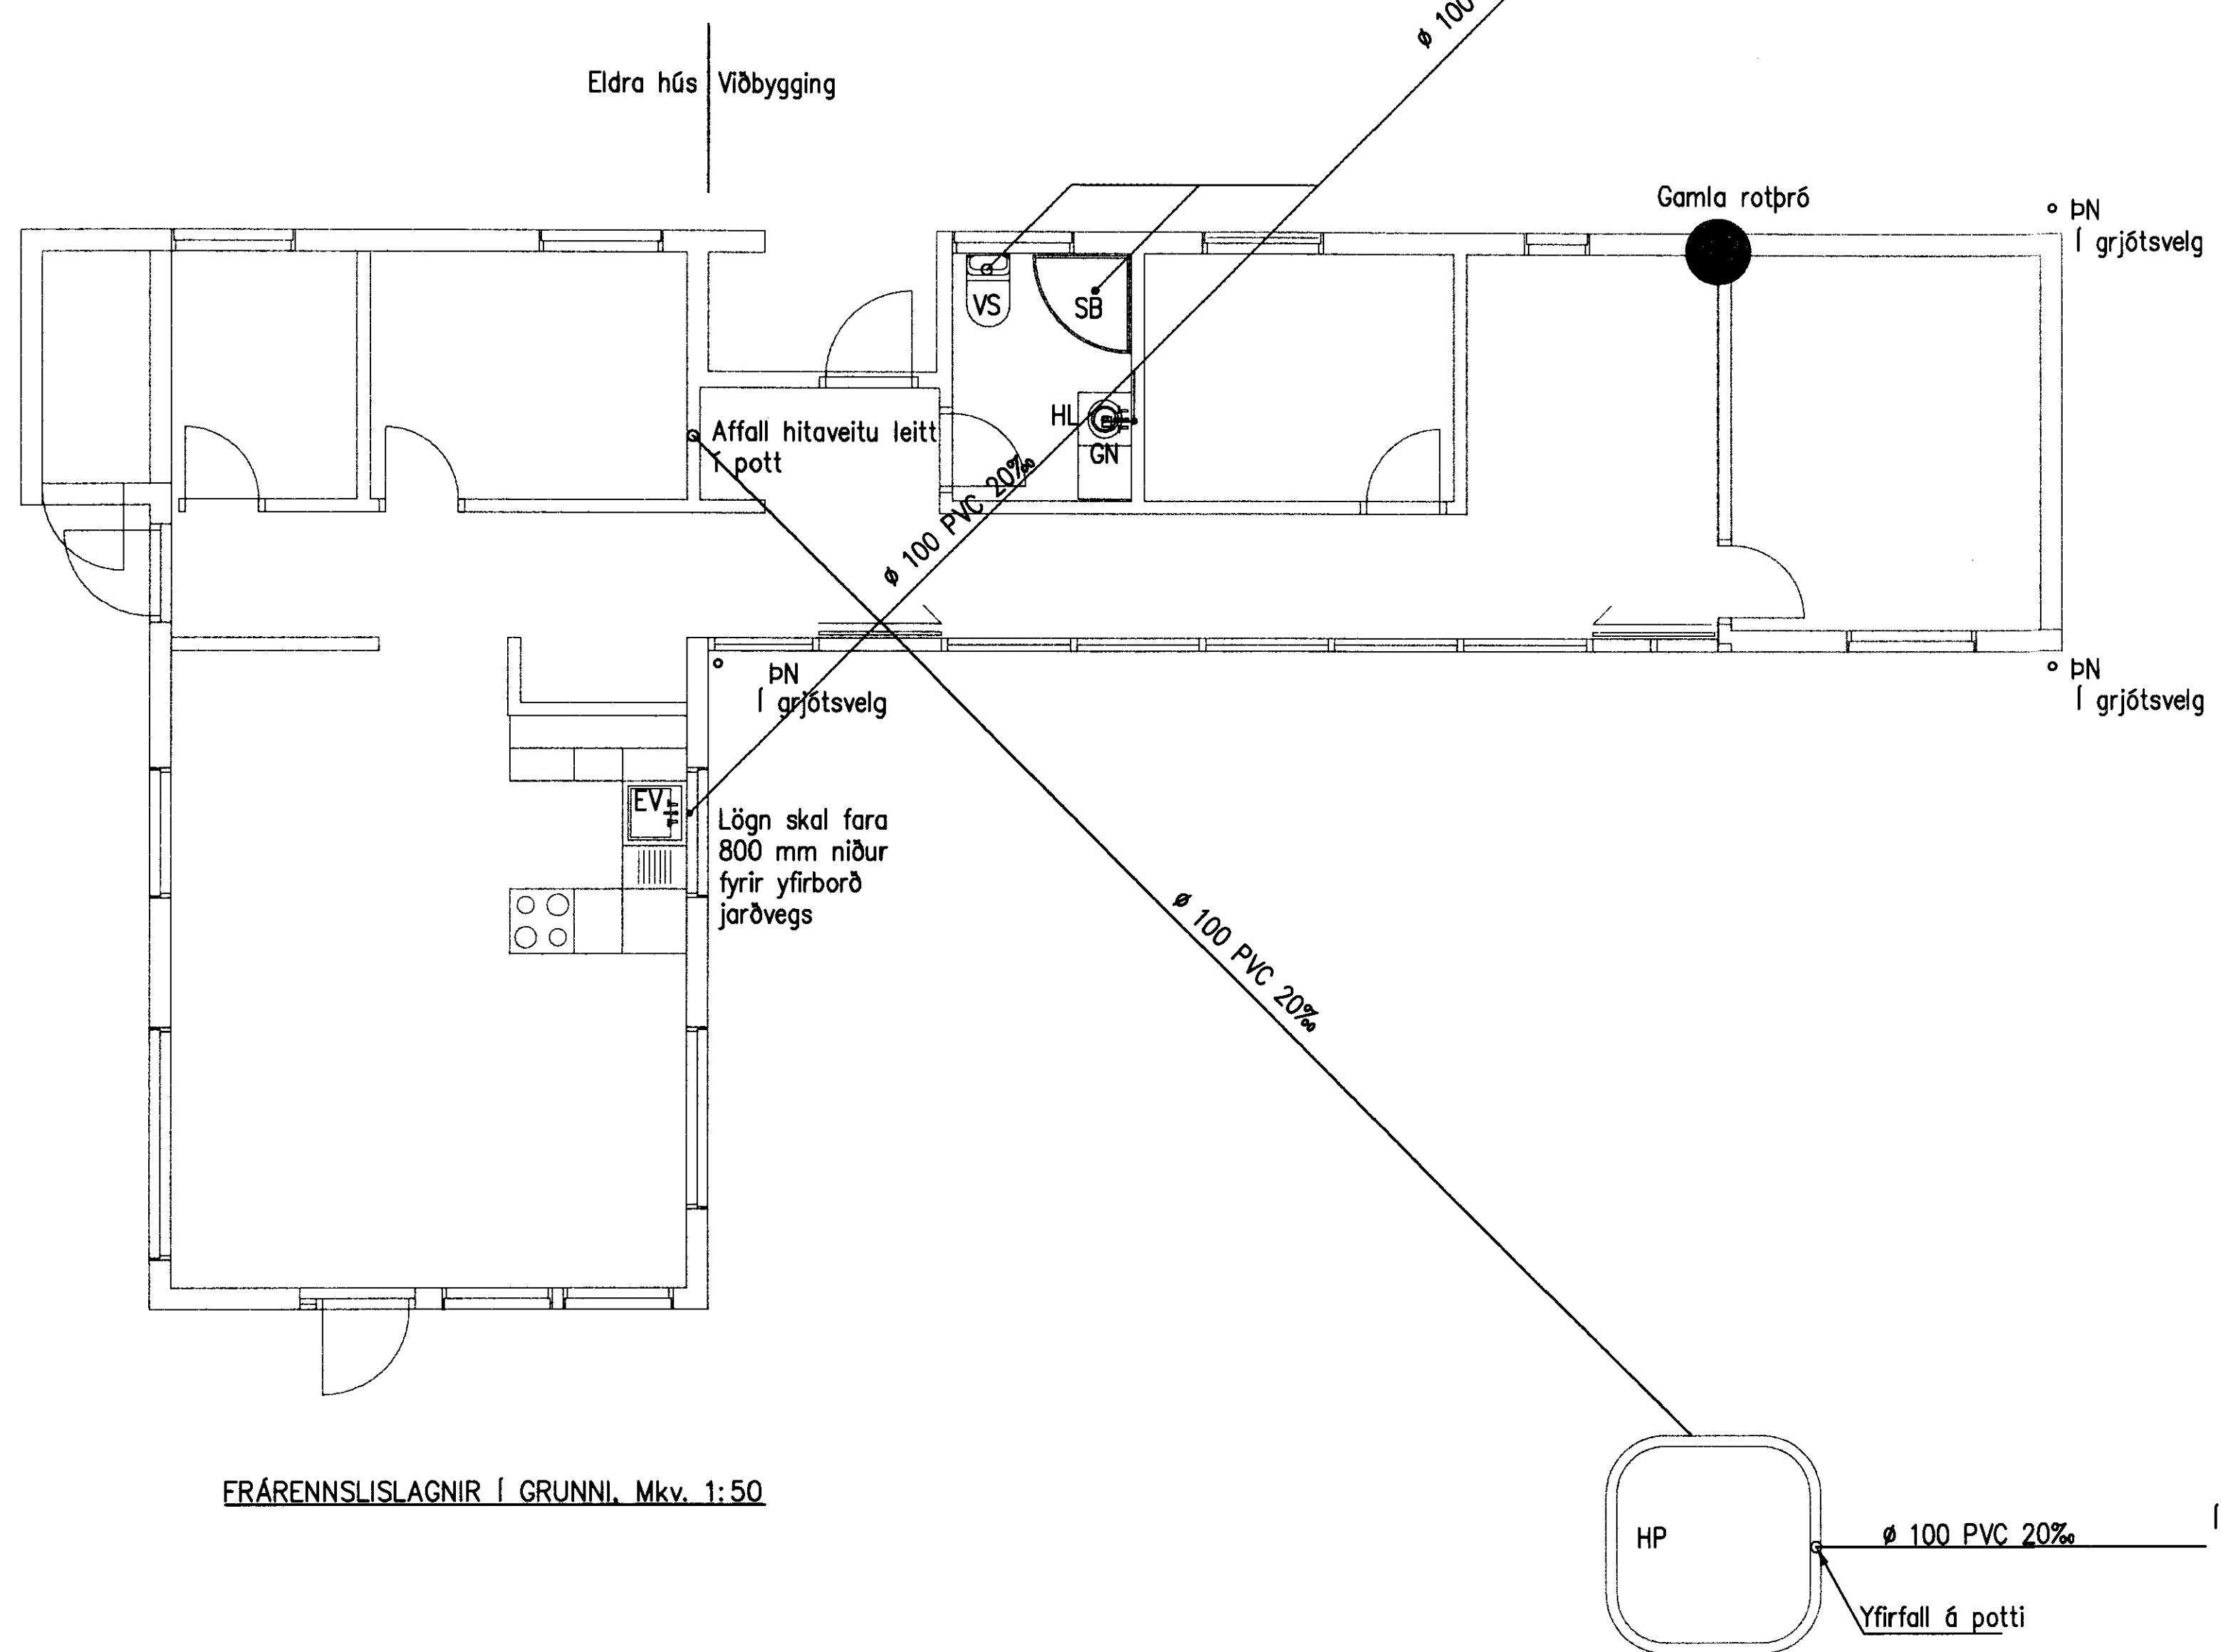 ø 100
Eldra hús
Viðbygging
Gamla rotþró
ÞN
Í grjótsvelg
VS
SB
HL
GN
Affall hitaveitu leitt
Í pott
ø 100 PVC 20‰
ÞN
Í grjótsvelg
ÞN
Í grjótsvelg
EV
Lögn skal fara
800 mm niður
fyrir yfirborð
jarðvegs
ø 100 PVC 20‰
FRÁRENNSLISLAGNIR Í GRUNNI, Mkv. 1:50
HP
ø 100 PVC 20‰
Í
Yfirfall á potti